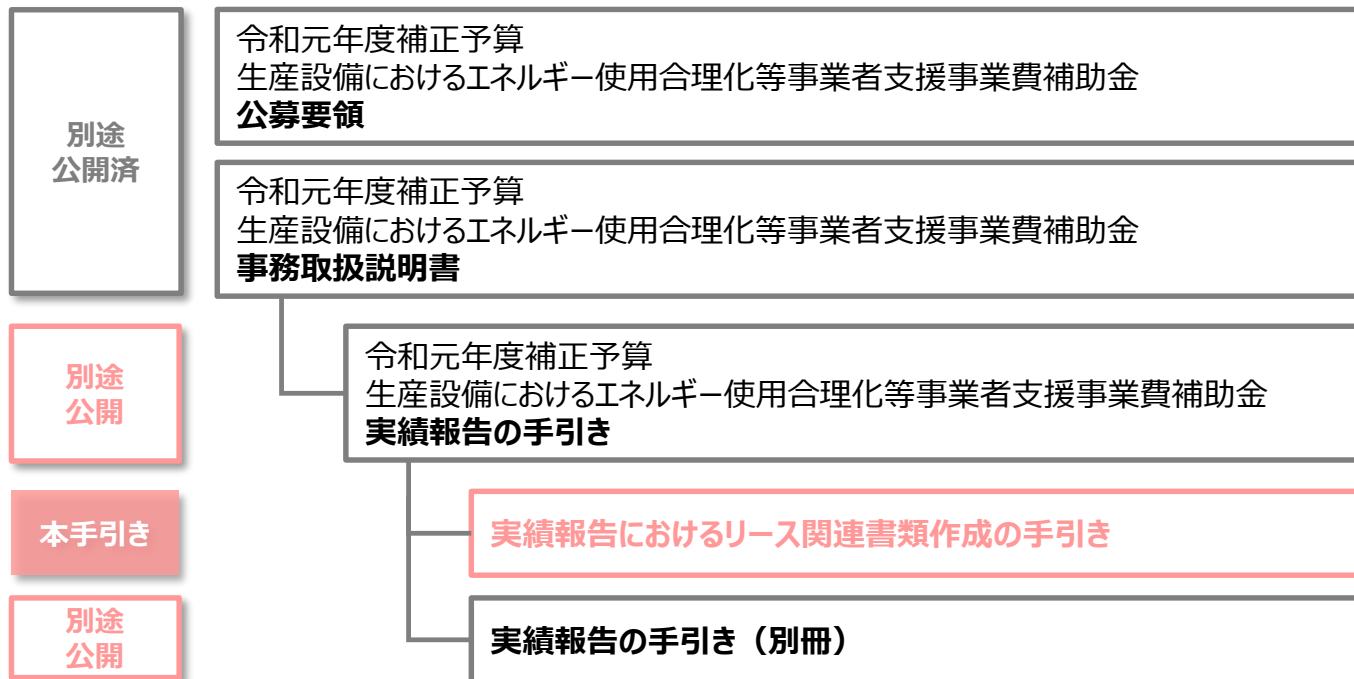 別途
公開済
令和元年度補正予算
生産設備におけるエネルギー使用合理化等事業者支援事業費補助金
公募要領
令和元年度補正予算
生産設備におけるエネルギー使用合理化等事業者支援事業費補助金
事務取扱説明書
別途
公開
令和元年度補正予算
生産設備におけるエネルギー使用合理化等事業者支援事業費補助金
実績報告の手引き
本手引き
実績報告におけるリース関連書類作成の手引き
別途
公開
実績報告の手引き（別冊）